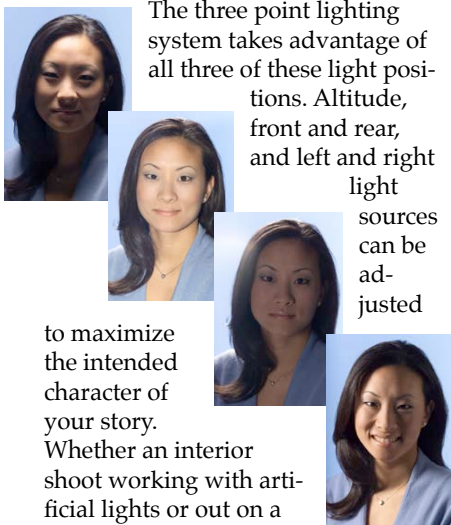 The three point lighting
system takes advantage of
all three of these light posi-
tions. Altitude,
front and rear,
and left and right
light
sources
can be
ad-
justed
to maximize
the intended
character of
your story.
Whether an interior
shoot working with arti-
ficial lights or out on a